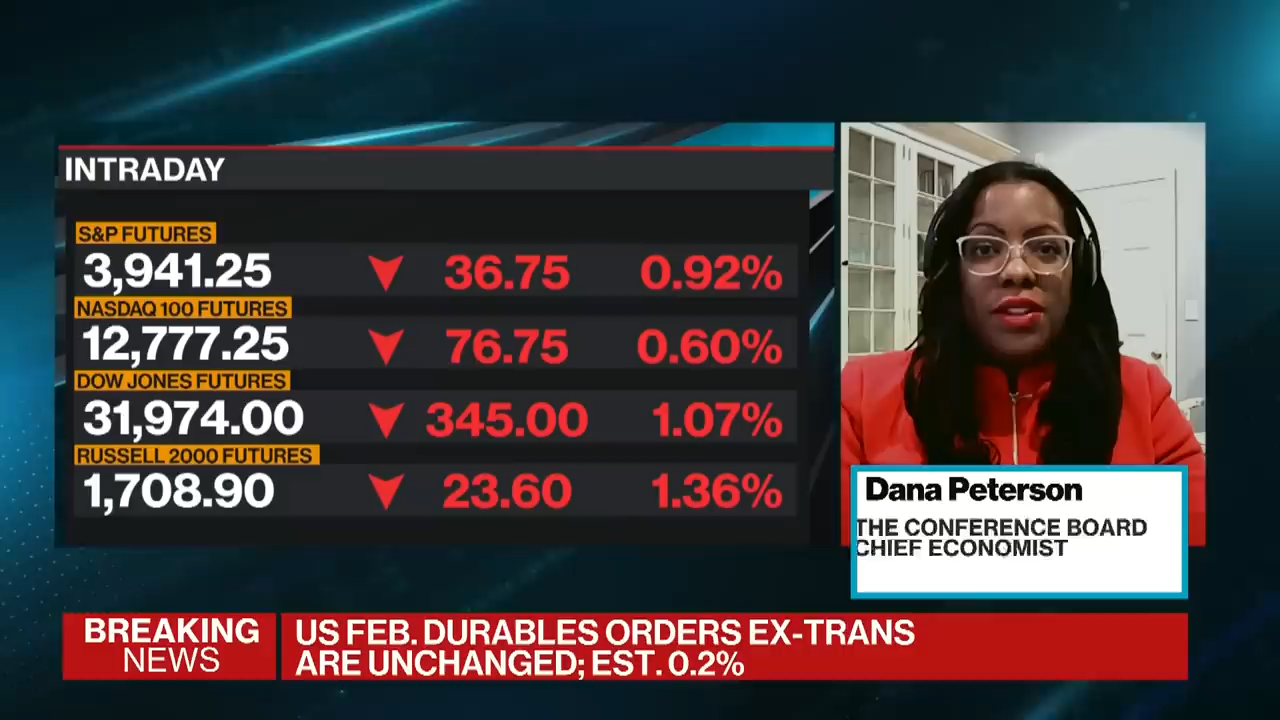 INTRADAY
S&P FUTURES
3,941.25 36.75 0.92%
NASDAQ 100 FUTURES
12,777.25 76.75 0.60%
DOW JONES FUTURES
31,974.00 345.00 1.07%
RUSSELL 2000 FUTURES
1,708.90 23.60 1.36%
Dana Peterson
THE CONFERENCE BOARD
CHIEF ECONOMIST
BREAKING
NEWS
US FEB. DURABLES ORDERS EX-TRANS
ARE UNCHANGED; EST. 0.2%